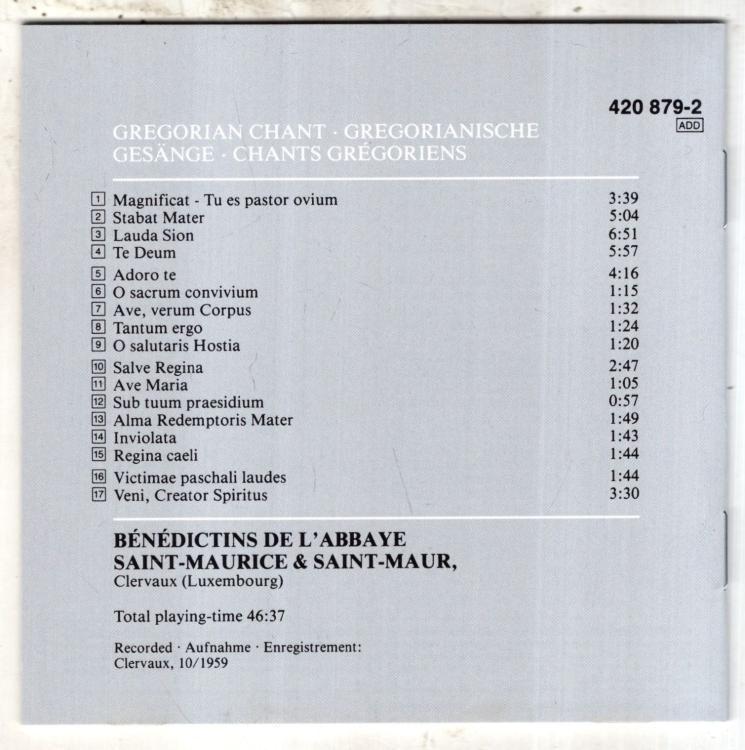 420 879-2
ADD
GREGORIAN CHANT · GREGORIANISCHE
GESÄNGE · CHANTS GRÉGORIENS
1 Magnificat - Tu es pastor ovium 3:39
2 Stabat Mater 5:04
3 Lauda Sion 6:51
4 Te Deum 5:57
5 Adoro te 4:16
6 O sacrum convivium 1:15
7 Ave, verum Corpus 1:32
8 Tantum ergo 1:24
9 O salutaris Hostia 1:20
10 Salve Regina 2:47
11 Ave Maria 1:05
12 Sub tuum praesidium 0:57
13 Alma Redemptoris Mater 1:49
14 Inviolata 1:43
15 Regina caeli 1:44
16 Victimae paschali laudes 1:44
17 Veni, Creator Spiritus 3:30
BÉNÉDICTINS DE L'ABBAYE
SAINT-MAURICE & SAINT-MAUR,
Clervaux (Luxembourg)
Total playing-time 46:37
Recorded · Aufnahme · Enregistrement:
Clervaux, 10/1959